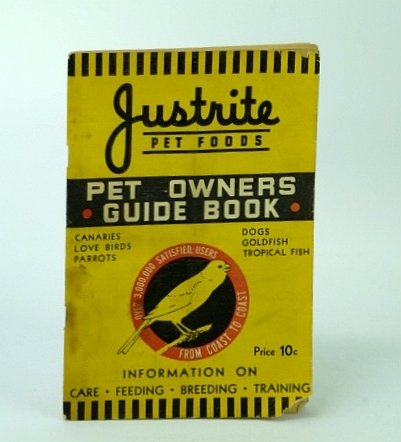 Justrite
PET FOODS
PET OWNERS
• GUIDE BOOK •
CANARIES
LOVE BIRDS
PARROTS
DOGS
GOLDFISH
TROPICAL FISH
OVER 3,000,000 SATISFIED USERS
FROM COAST TO COAST
Price 10c
INFORMATION ON
CARE • FEEDING • BREEDING • TRAINING